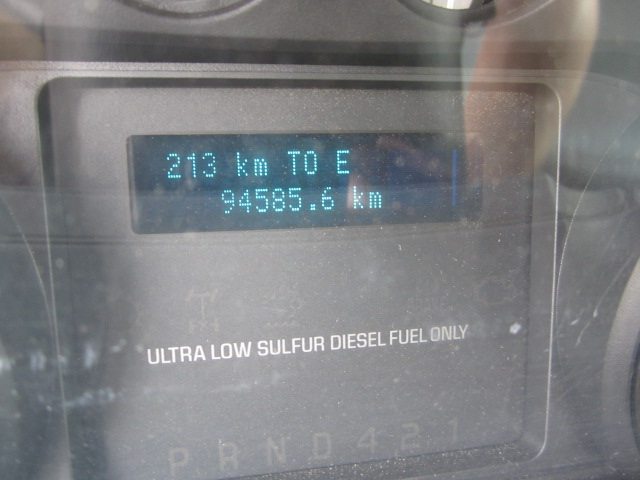 213 km TO E
94585.6 km
ULTRA LOW SULFUR DIESEL FUEL ONLY
P R N D 4 2 1